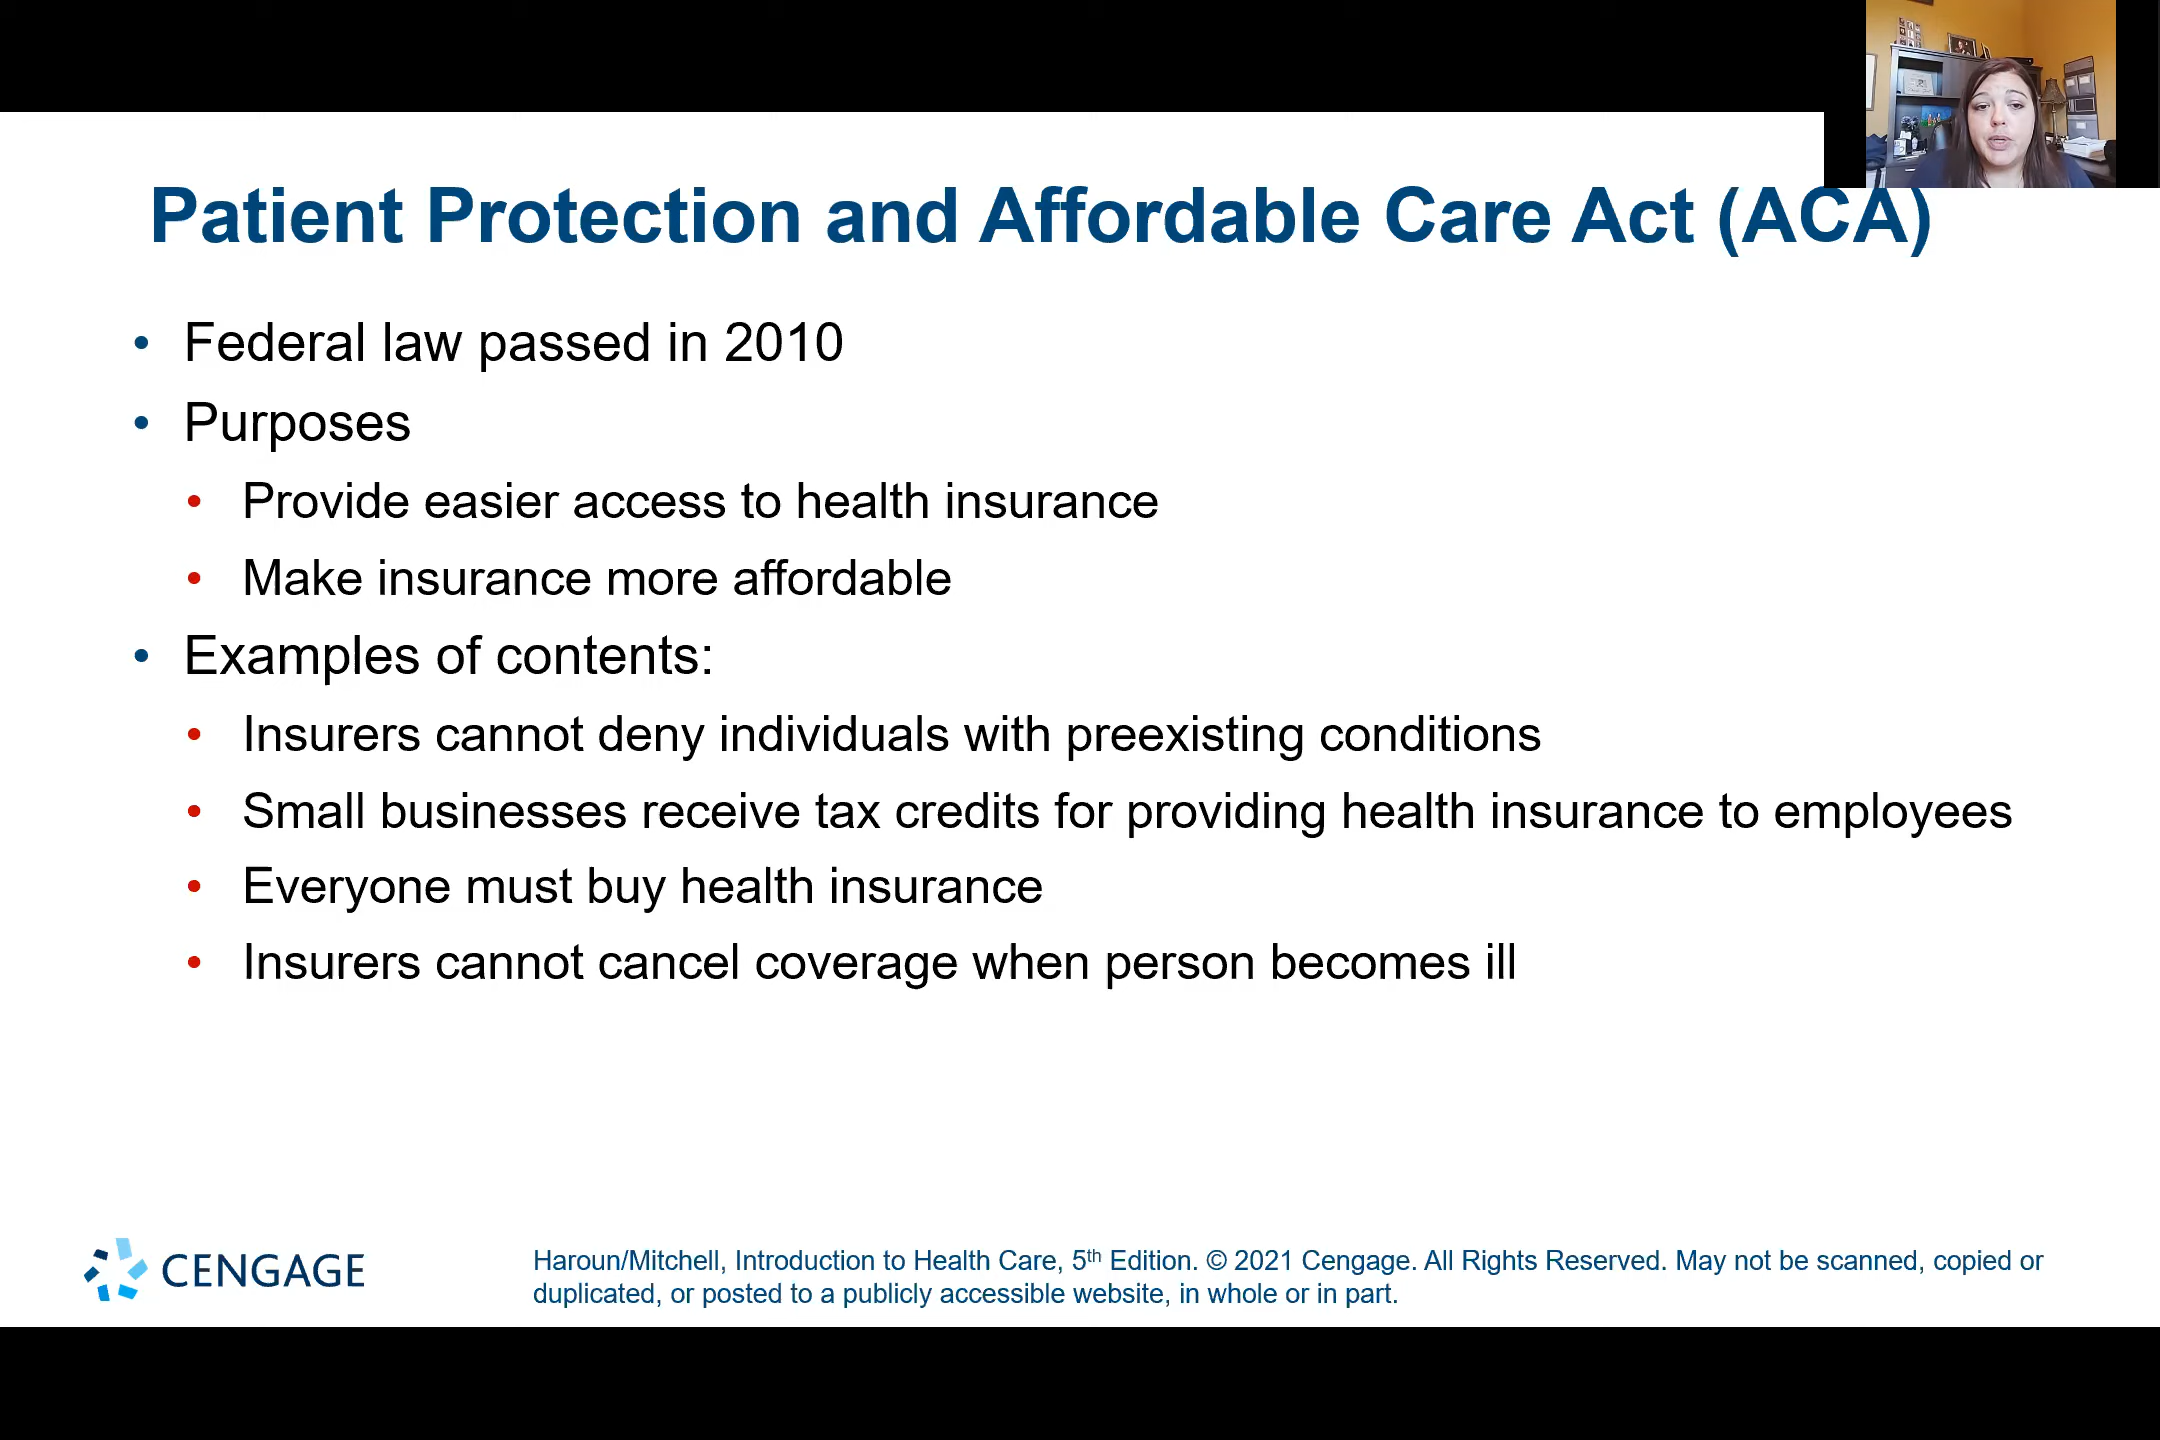 Patient Protection and Affordable Care Act (ACA)
• Federal law passed in 2010
• Purposes
• Provide easier access to health insurance
• Make insurance more affordable
• Examples of contents:
• Insurers cannot deny individuals with preexisting conditions
• Small businesses receive tax credits for providing health insurance to employees
• Everyone must buy health insurance
• Insurers cannot cancel coverage when person becomes ill
CENGAGE
Haroun/Mitchell, Introduction to Health Care, 5th Edition. © 2021 Cengage. All Rights Reserved. May not be scanned, copied or
duplicated, or posted to a publicly accessible website, in whole or in part.